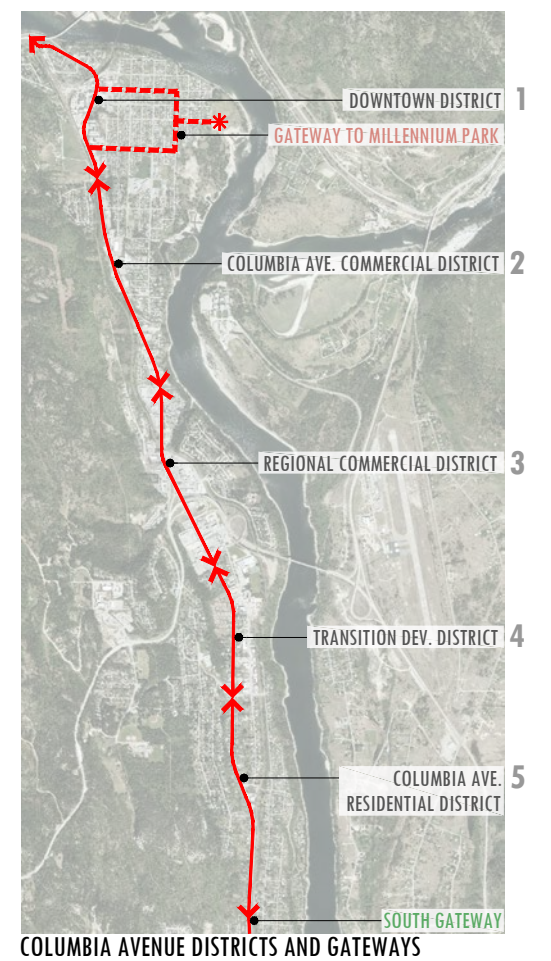 DOWNTOWN DISTRICT 1
GATEWAY TO MILLENNIUM PARK
COLUMBIA AVE. COMMERCIAL DISTRICT 2
REGIONAL COMMERCIAL DISTRICT 3
TRANSITION DEV. DISTRICT 4
COLUMBIA AVE. 5
RESIDENTIAL DISTRICT
SOUTH GATEWAY
COLUMBIA AVENUE DISTRICTS AND GATEWAYS